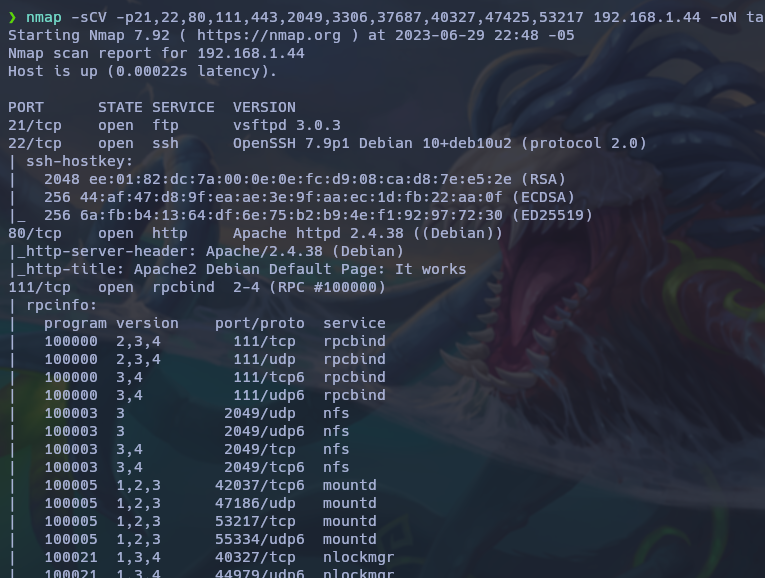 ❯ nmap -sCV -p21,22,80,111,443,2049,3306,37687,40327,47425,53217 192.168.1.44 -oN ta
Starting Nmap 7.92 ( https://nmap.org ) at 2023-06-29 22:48 -05
Nmap scan report for 192.168.1.44
Host is up (0.00022s latency).
PORT      STATE SERVICE  VERSION
21/tcp    open  ftp      vsftpd 3.0.3
22/tcp    open  ssh      OpenSSH 7.9p1 Debian 10+deb10u2 (protocol 2.0)
| ssh-hostkey:
|   2048 ee:01:82:dc:7a:00:0e:0e:fc:d9:08:ca:d8:7e:e5:2e (RSA)
|   256 44:af:47:d8:9f:ea:ae:3e:9f:aa:ec:1d:fb:22:aa:0f (ECDSA)
|_  256 6a:fb:b4:13:64:df:6e:75:b2:b9:4e:f1:92:97:72:30 (ED25519)
80/tcp    open  http     Apache httpd 2.4.38 ((Debian))
|_http-server-header: Apache/2.4.38 (Debian)
|_http-title: Apache2 Debian Default Page: It works
111/tcp   open  rpcbind  2-4 (RPC #100000)
| rpcinfo:
|   program version    port/proto  service
|   100000  2,3,4        111/tcp   rpcbind
|   100000  2,3,4        111/udp   rpcbind
|   100000  3,4          111/tcp6  rpcbind
|   100000  3,4          111/udp6  rpcbind
|   100003  3           2049/udp   nfs
|   100003  3           2049/udp6  nfs
|   100003  3,4         2049/tcp   nfs
|   100003  3,4         2049/tcp6  nfs
|   100005  1,2,3      42037/tcp6  mountd
|   100005  1,2,3      47186/udp   mountd
|   100005  1,2,3      53217/tcp   mountd
|   100005  1,2,3      55334/udp6  mountd
|   100021  1,3,4      40327/tcp   nlockmgr
|   100021  1,3,4      44979/udp6  nlockmgr